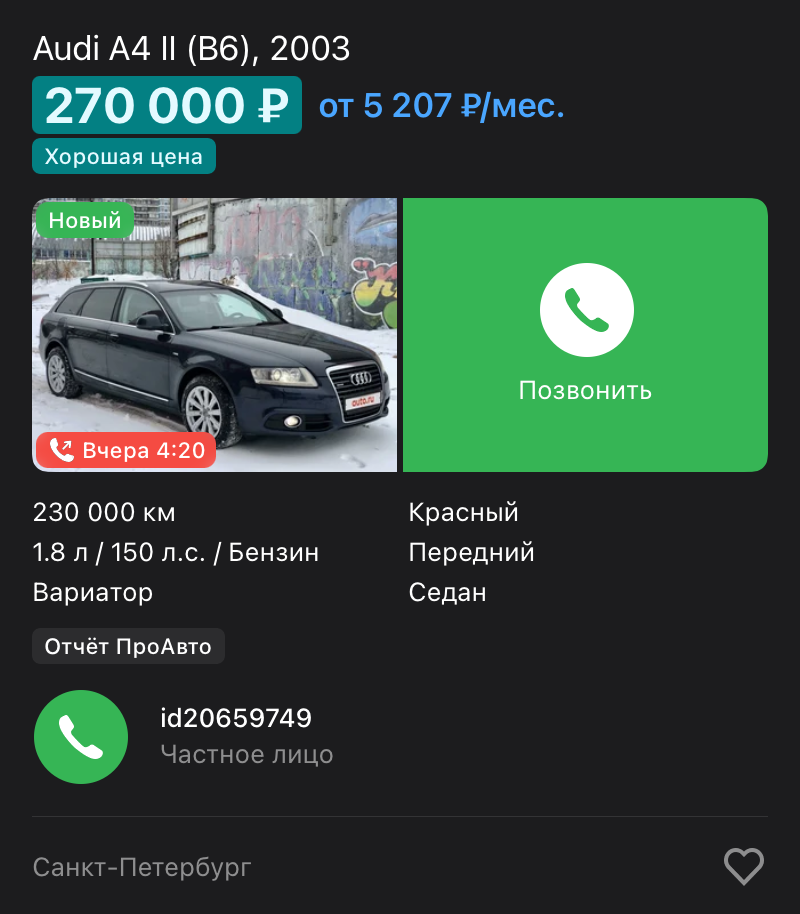 Audi A4 II (B6), 2003
270 000 ₽ от 5 207 ₽/мес.
Хорошая цена
Новый
auto.ru
Вчера 4:20
Позвонить
230 000 км
Красный
1.8 л / 150 л.с. / Бензин
Передний
Вариатор
Седан
Отчёт ПроАвто
id20659749
Частное лицо
Санкт-Петербург